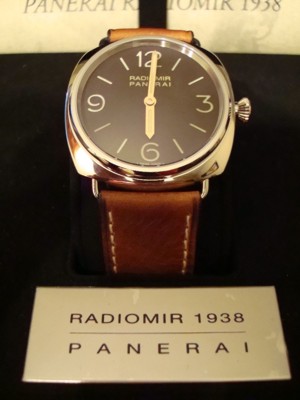 PANERAI RADIOMIR 1938
12
RADIOMIR
PANERAI
9
3
6
RADIOMIR 1938
PANERAI